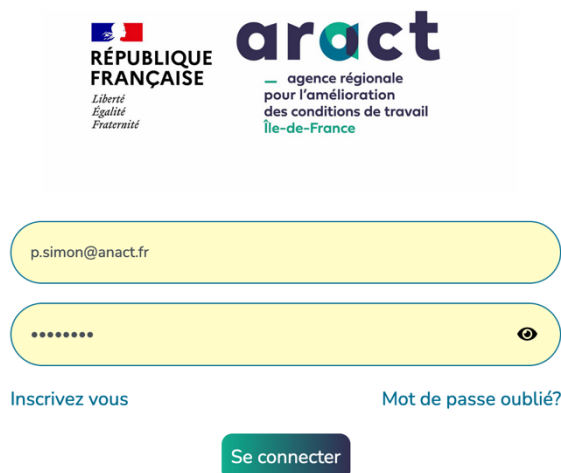 RÉPUBLIQUE
FRANÇAISE
Liberté
Égalité
Fraternité
aract
agence régionale
pour l'amélioration
des conditions de travail
Île-de-France
p.simon@anact.fr
••••••••
Inscrivez vous
Mot de passe oublié?
Se connecter